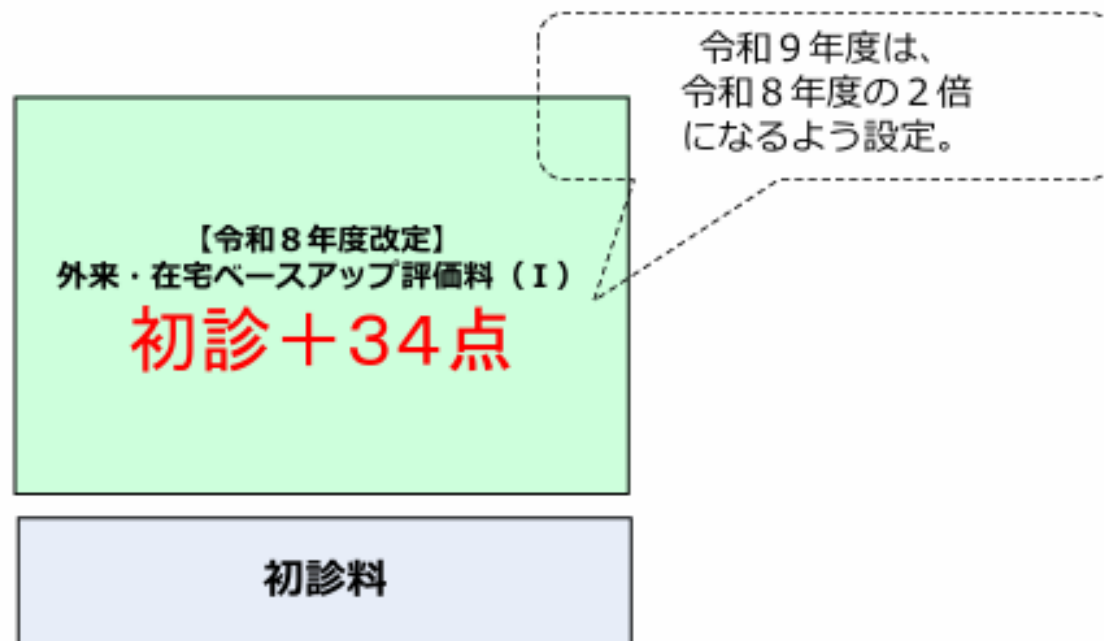 令和９年度は、
令和８年度の２倍
になるよう設定。
【令和８年度改定】
外来・在宅ベースアップ評価料（Ⅰ）
初診＋34点
初診料